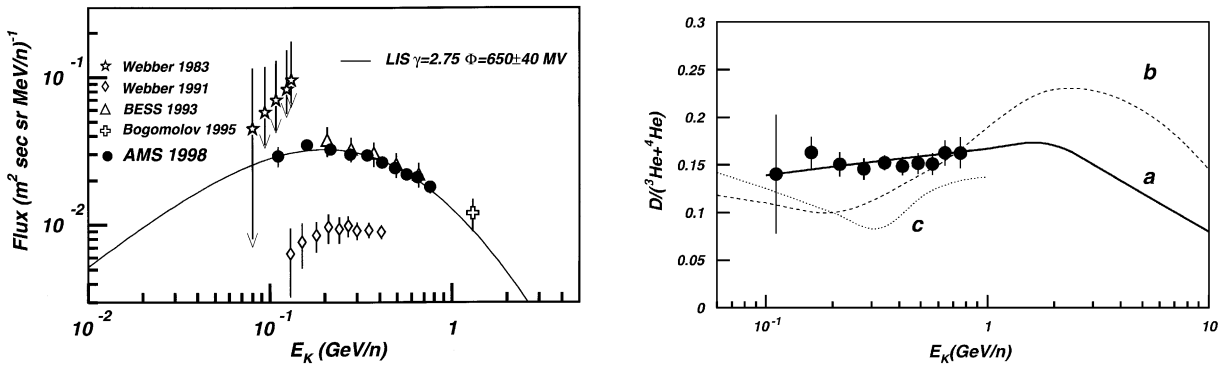 Flux (m² sec sr MeV/n)⁻¹
10⁻¹
10⁻²
Webber 1983
Webber 1991
BESS 1993
Bogomolov 1995
AMS 1998
LIS γ=2.75 Φ=650±40 MV
10⁻² 10⁻¹ 1
E_K (GeV/n)
D/(³He+⁴He)
0.3
0.25
0.2
0.15
0.1
0.05
0
b
a
c
10⁻¹ 1 10
E_K(GeV/n)